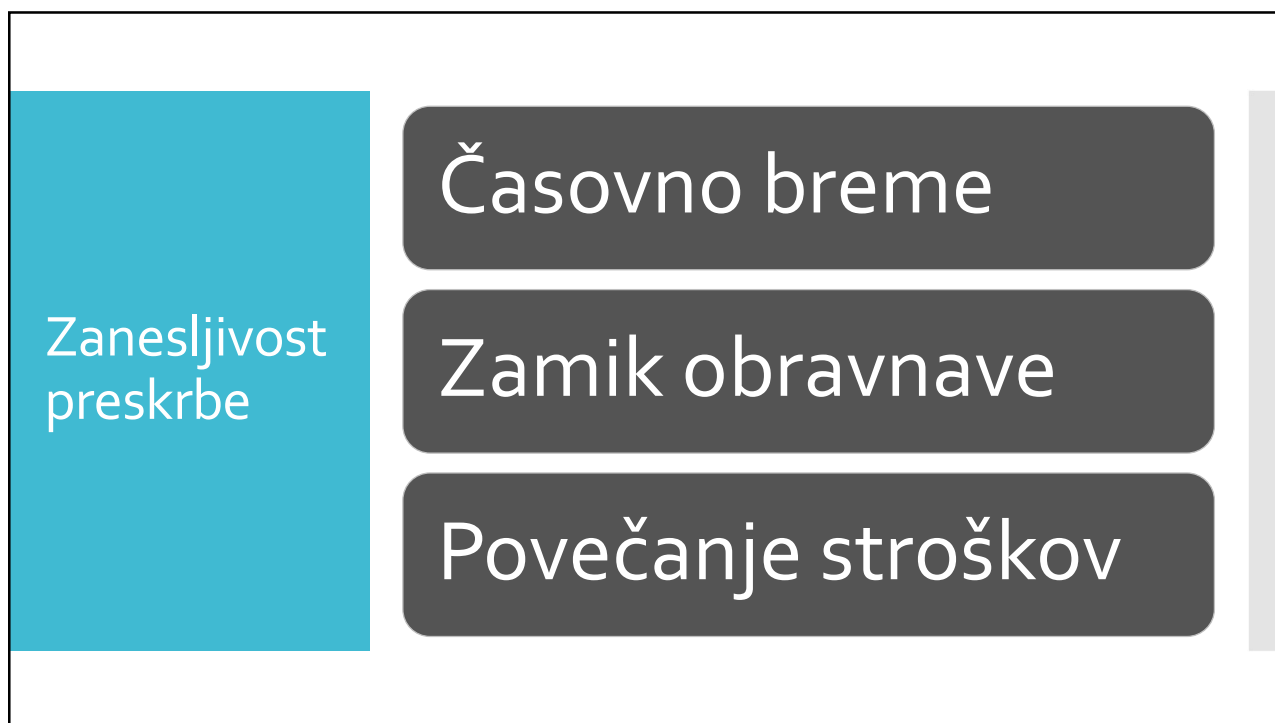 Zanesljivost
preskrbe
Časovno breme
Zamik obravnave
Povečanje stroškov